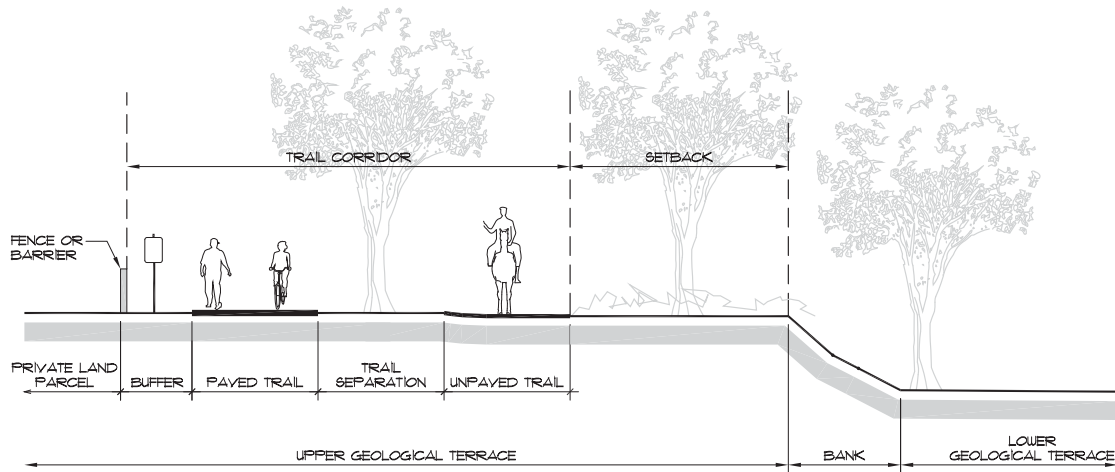 TRAIL CORRIDOR
SETBACK
FENCE OR
BARRIER
PRIVATE LAND
PARCEL
BUFFER
PAVED TRAIL
TRAIL
SEPARATION
UNPAVED TRAIL
UPPER GEOLOGICAL TERRACE
BANK
LOWER
GEOLOGICAL TERRACE